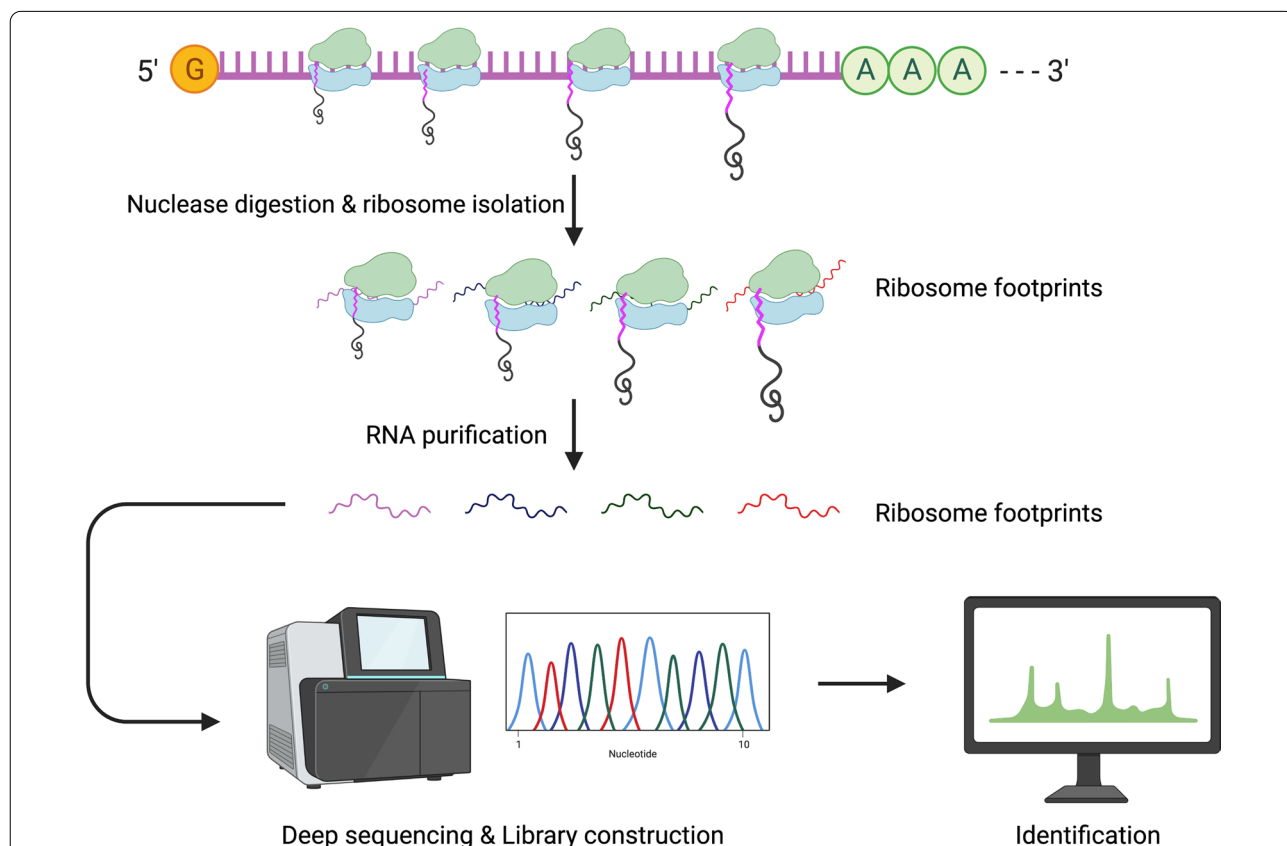 5' G A A A - - - 3'
Nuclease digestion & ribosome isolation
Ribosome footprints
RNA purification
Ribosome footprints
1 10
Nucleotide
Deep sequencing & Library construction
Identification